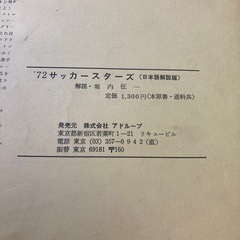 '72サッカースターズ（日本語解説版）
解説・堀内征一
定価 1,300円（本原書・送料共）
発売元 株式会社 アドループ
東京都新宿区若葉町1－21 リキュービル
電話 東京（03）357－0942（直）
振替 東京 69181 〒160